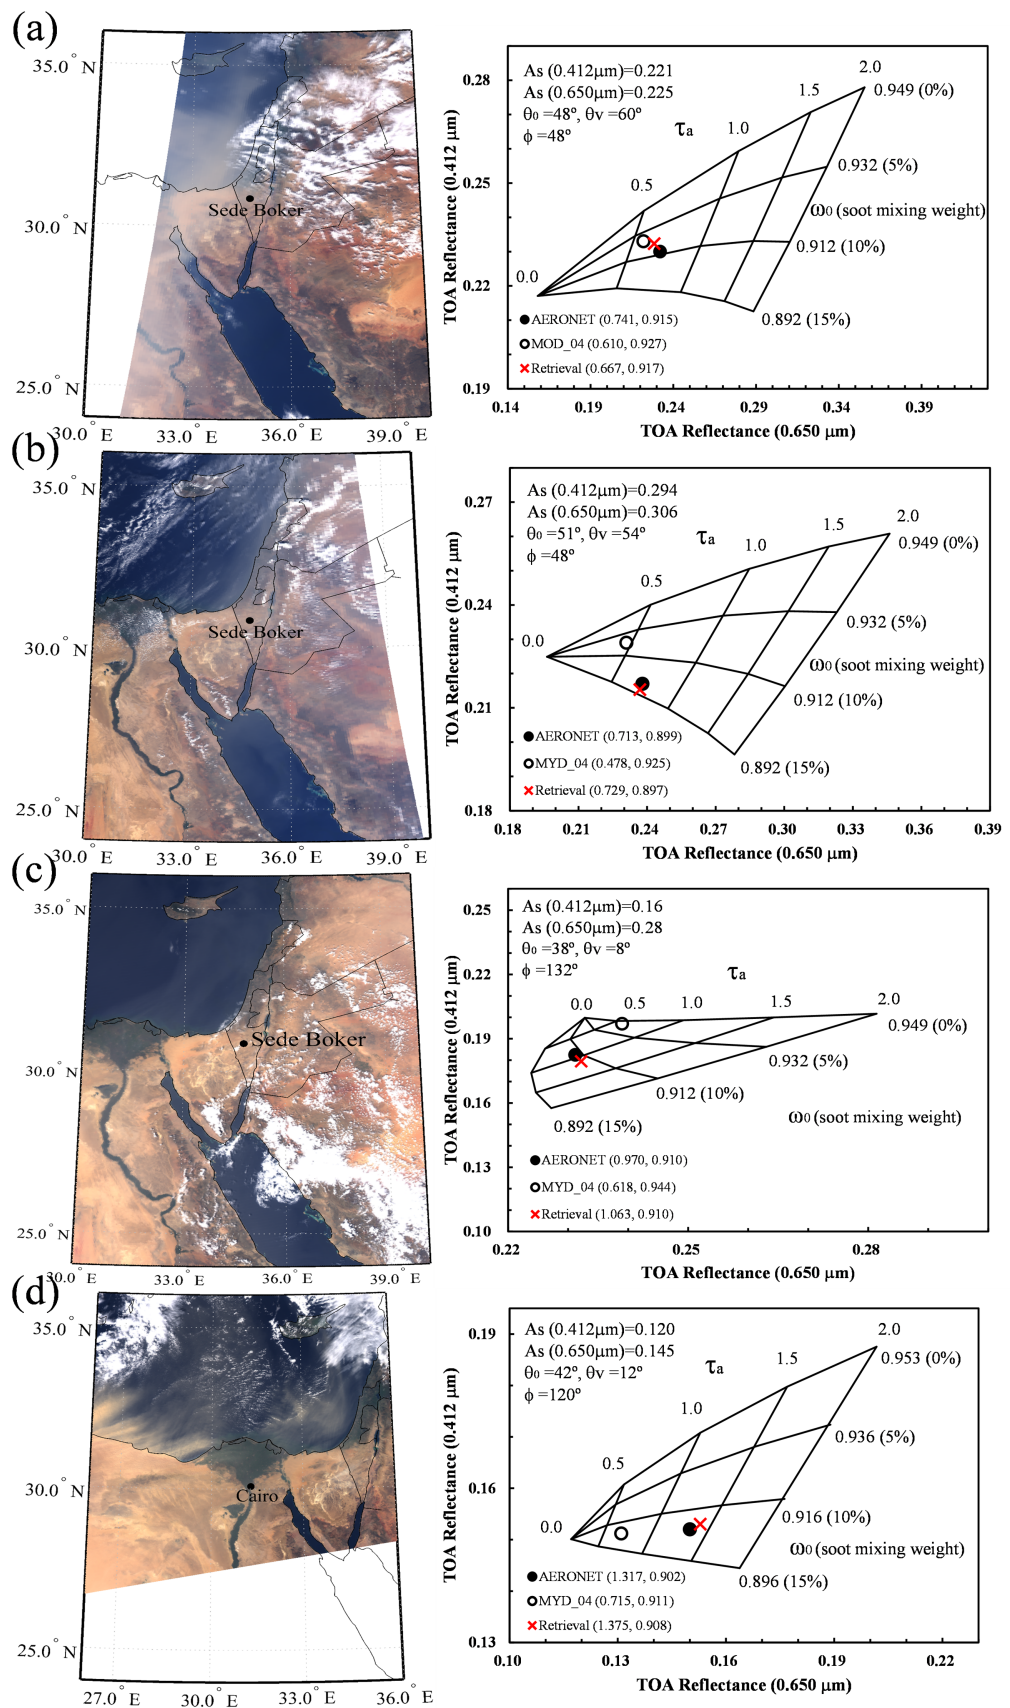 (a)
35.0° N
30.0° N
25.0° N
30.0° E
33.0° E
36.0° E
39.0° E
Sede Boker
TOA Reflectance (0.412 μm)
0.28
0.25
0.22
0.19
As (0.412μm)=0.221
As (0.650μm)=0.225
θ0 =48º, θv =60º
ϕ =48º
τa
0.0
0.5
1.0
1.5
2.0
0.949 (0%)
0.932 (5%)
ω0 (soot mixing weight)
0.912 (10%)
0.892 (15%)
AERONET (0.741, 0.915)
MOD_04 (0.610, 0.927)
Retrieval (0.667, 0.917)
0.14 0.19 0.24 0.29 0.34 0.39
TOA Reflectance (0.650 μm)
(b)
35.0° N
30.0° N
25.0° N
30.0° E
33.0° E
36.0° E
39.0° E
Sede Boker
TOA Reflectance (0.412 μm)
0.27
0.24
0.21
0.18
As (0.412μm)=0.294
As (0.650μm)=0.306
θ0 =51º, θv =54º
ϕ =48º
τa
0.0
0.5
1.0
1.5
2.0
0.949 (0%)
0.932 (5%)
ω0 (soot mixing weight)
0.912 (10%)
0.892 (15%)
AERONET (0.713, 0.899)
MYD_04 (0.478, 0.925)
Retrieval (0.729, 0.897)
0.18 0.21 0.24 0.27 0.30 0.33 0.36 0.39
TOA Reflectance (0.650 μm)
(c)
35.0° N
30.0° N
25.0° N
30.0° E
33.0° E
36.0° E
39.0° E
Sede Boker
TOA Reflectance (0.412 μm)
0.25
0.22
0.19
0.16
0.13
0.10
As (0.412μm)=0.16
As (0.650μm)=0.28
θ0 =38º, θv =8º
ϕ =132º
τa
0.0
0.5
1.0
1.5
2.0
0.949 (0%)
0.932 (5%)
0.912 (10%)
ω0 (soot mixing weight)
0.892 (15%)
AERONET (0.970, 0.910)
MYD_04 (0.618, 0.944)
Retrieval (1.063, 0.910)
0.22 0.25 0.28
TOA Reflectance (0.650 μm)
(d)
35.0° N
30.0° N
25.0° N
27.0° E
30.0° E
33.0° E
36.0° E
Cairo
TOA Reflectance (0.412 μm)
0.19
0.16
0.13
As (0.412μm)=0.120
As (0.650μm)=0.145
θ0 =42º, θv =12º
ϕ =120º
τa
0.0
0.5
1.0
1.5
2.0
0.953 (0%)
0.936 (5%)
0.916 (10%)
ω0 (soot mixing weight)
0.896 (15%)
AERONET (1.317, 0.902)
MYD_04 (0.715, 0.911)
Retrieval (1.375, 0.908)
0.10 0.13 0.16 0.19 0.22
TOA Reflectance (0.650 μm)